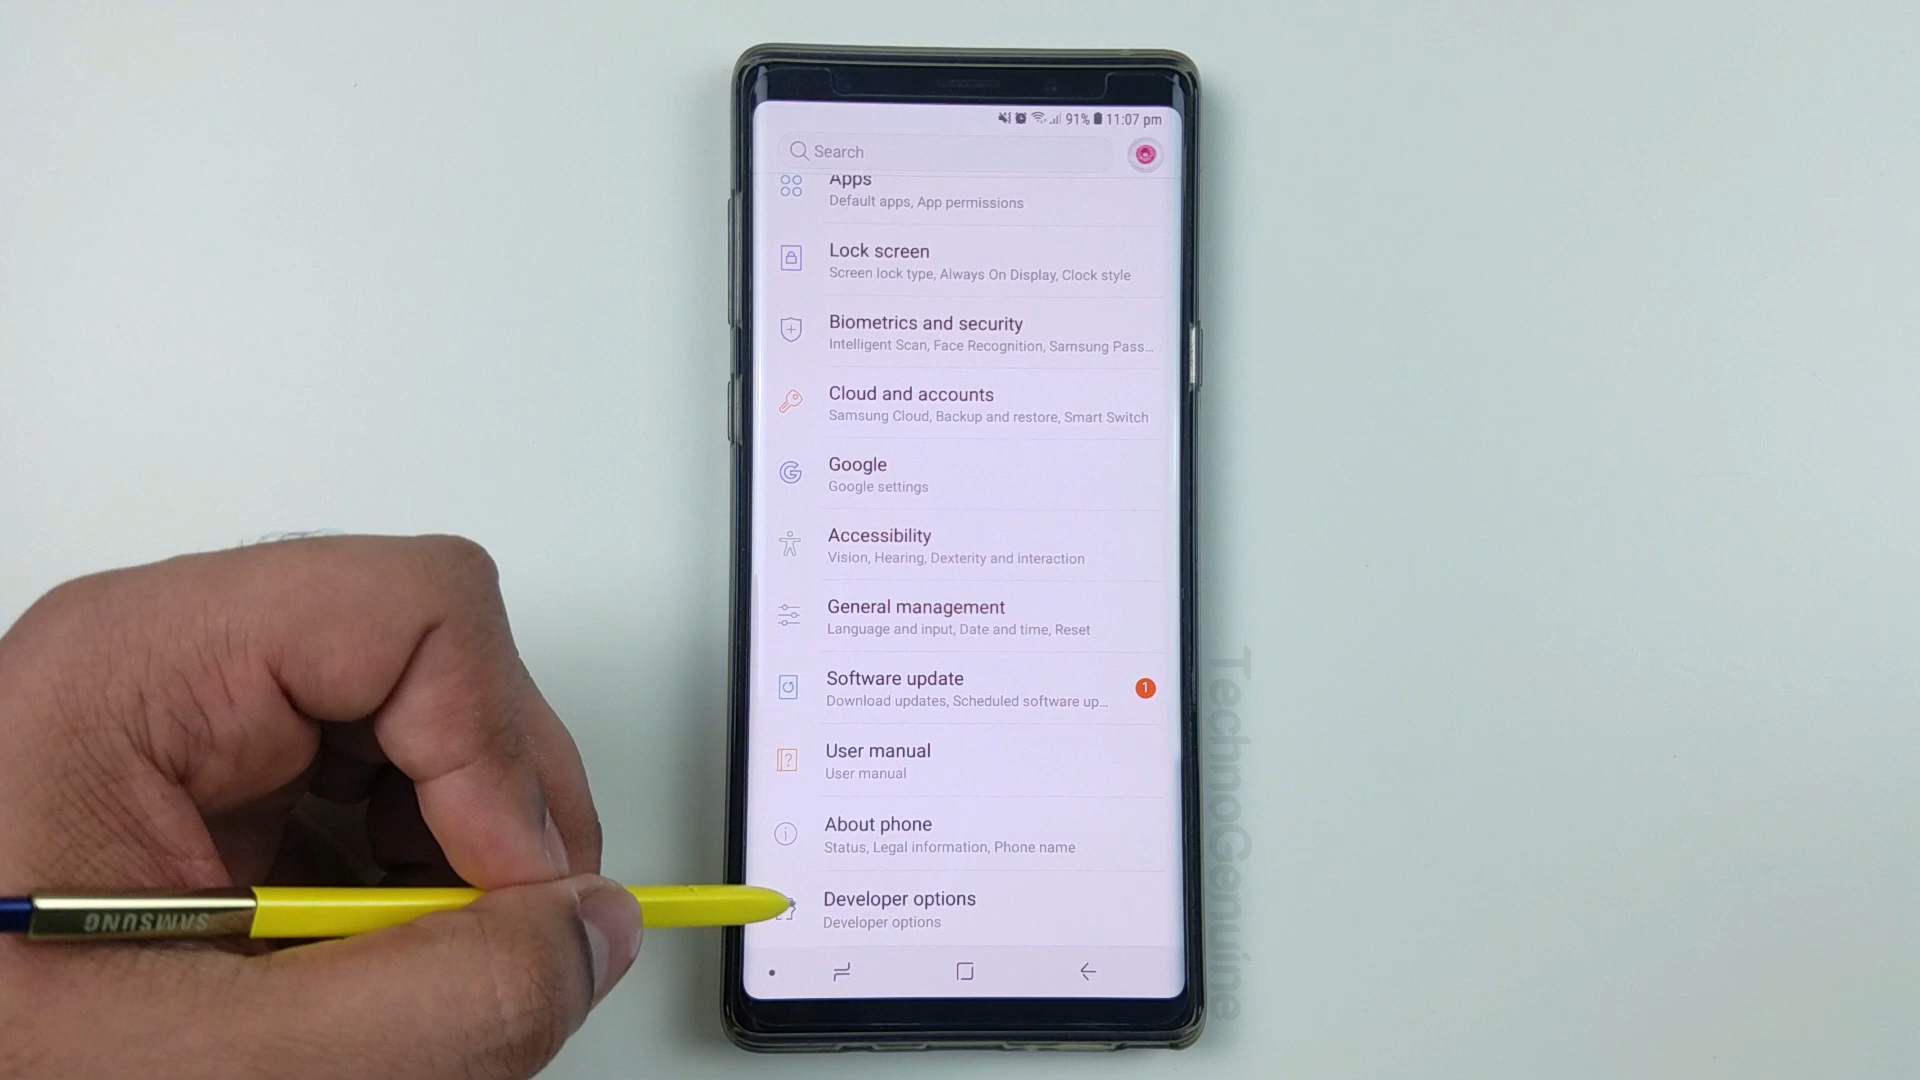 91% 11:07 pm
Search
Apps
Default apps, App permissions
Lock screen
Screen lock type, Always On Display, Clock style
Biometrics and security
Intelligent Scan, Face Recognition, Samsung Pass...
Cloud and accounts
Samsung Cloud, Backup and restore, Smart Switch
Google
Google settings
Accessibility
Vision, Hearing, Dexterity and interaction
General management
Language and input, Date and time, Reset
Software update
Download updates, Scheduled software up...
1
User manual
User manual
About phone
Status, Legal information, Phone name
Developer options
Developer options
SAMSUNG
TechnoGenuine